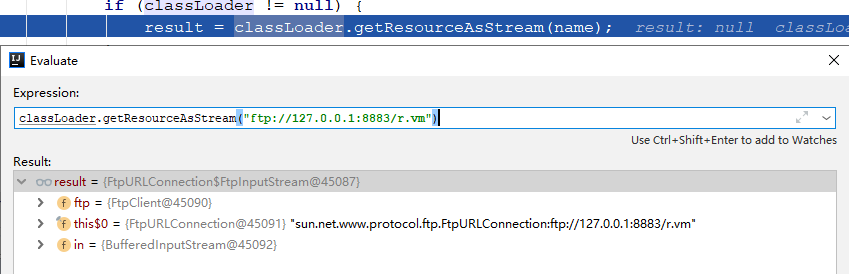 if (classLoader != null) {
result = classLoader.getResourceAsStream(name); result: null classLoa
Evaluate
Expression:
classLoader.getResourceAsStream("ftp://127.0.0.1:8883/r.vm")
Use Ctrl+Shift+Enter to add to Watches
Result:
result = {FtpURLConnection$FtpInputStream@45087}
ftp = {FtpClient@45090}
this$0 = {FtpURLConnection@45091} "sun.net.www.protocol.ftp.FtpURLConnection:ftp://127.0.0.1:8883/r.vm"
in = {BufferedInputStream@45092}